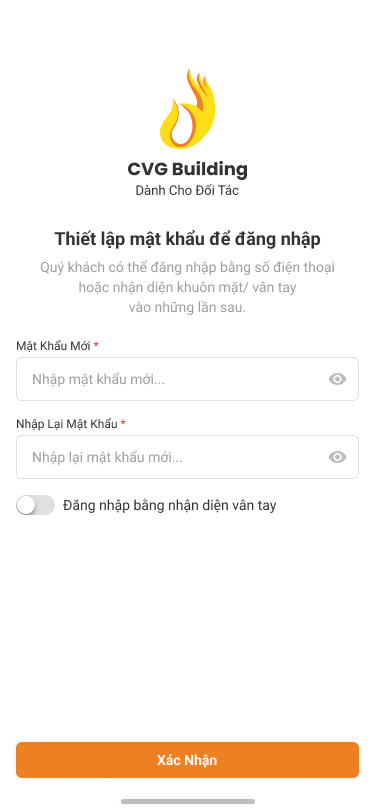 CVG Building
Dành Cho Đối Tác
Thiết lập mật khẩu để đăng nhập
Quý khách có thể đăng nhập bằng số điện thoại
hoặc nhận diện khuôn mặt/ vân tay
vào những lần sau.
Mật Khẩu Mới *
Nhập mật khẩu mới...
Nhập Lại Mật Khẩu *
Nhập lại mật khẩu mới...
Đăng nhập bằng nhận diện vân tay
Xác Nhận